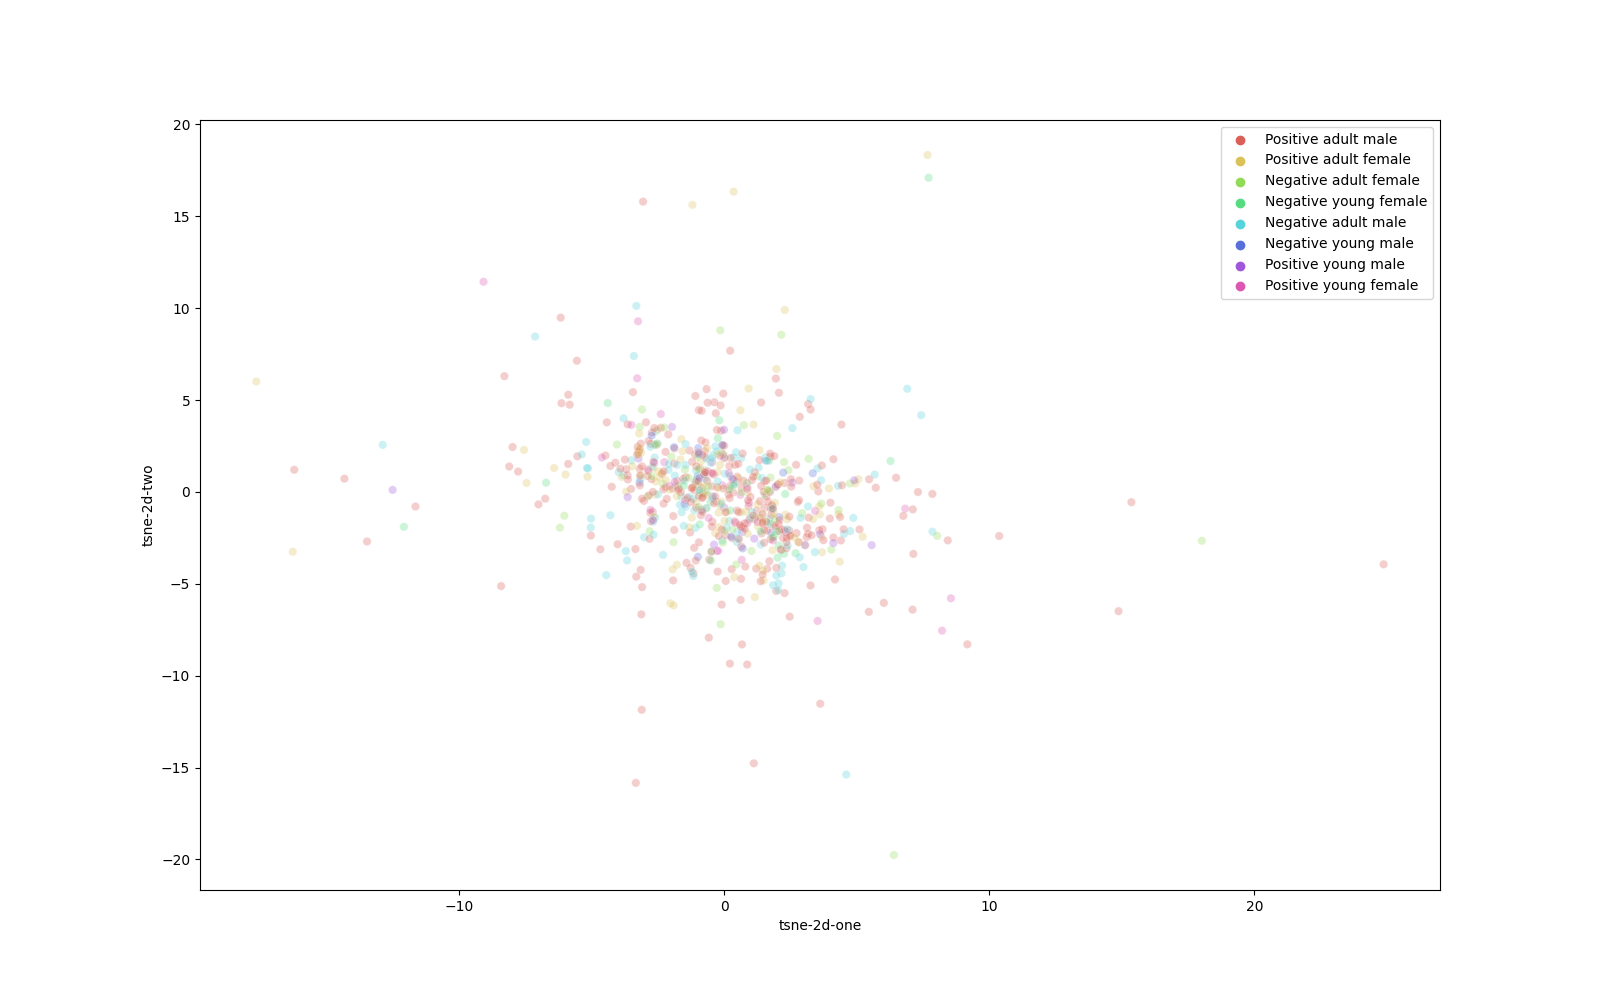 20
15
10
5
0
−5
−10
−15
−20
tsne-2d-two
−10
0
10
20
tsne-2d-one
Positive adult male
Positive adult female
Negative adult female
Negative young female
Negative adult male
Negative young male
Positive young male
Positive young female